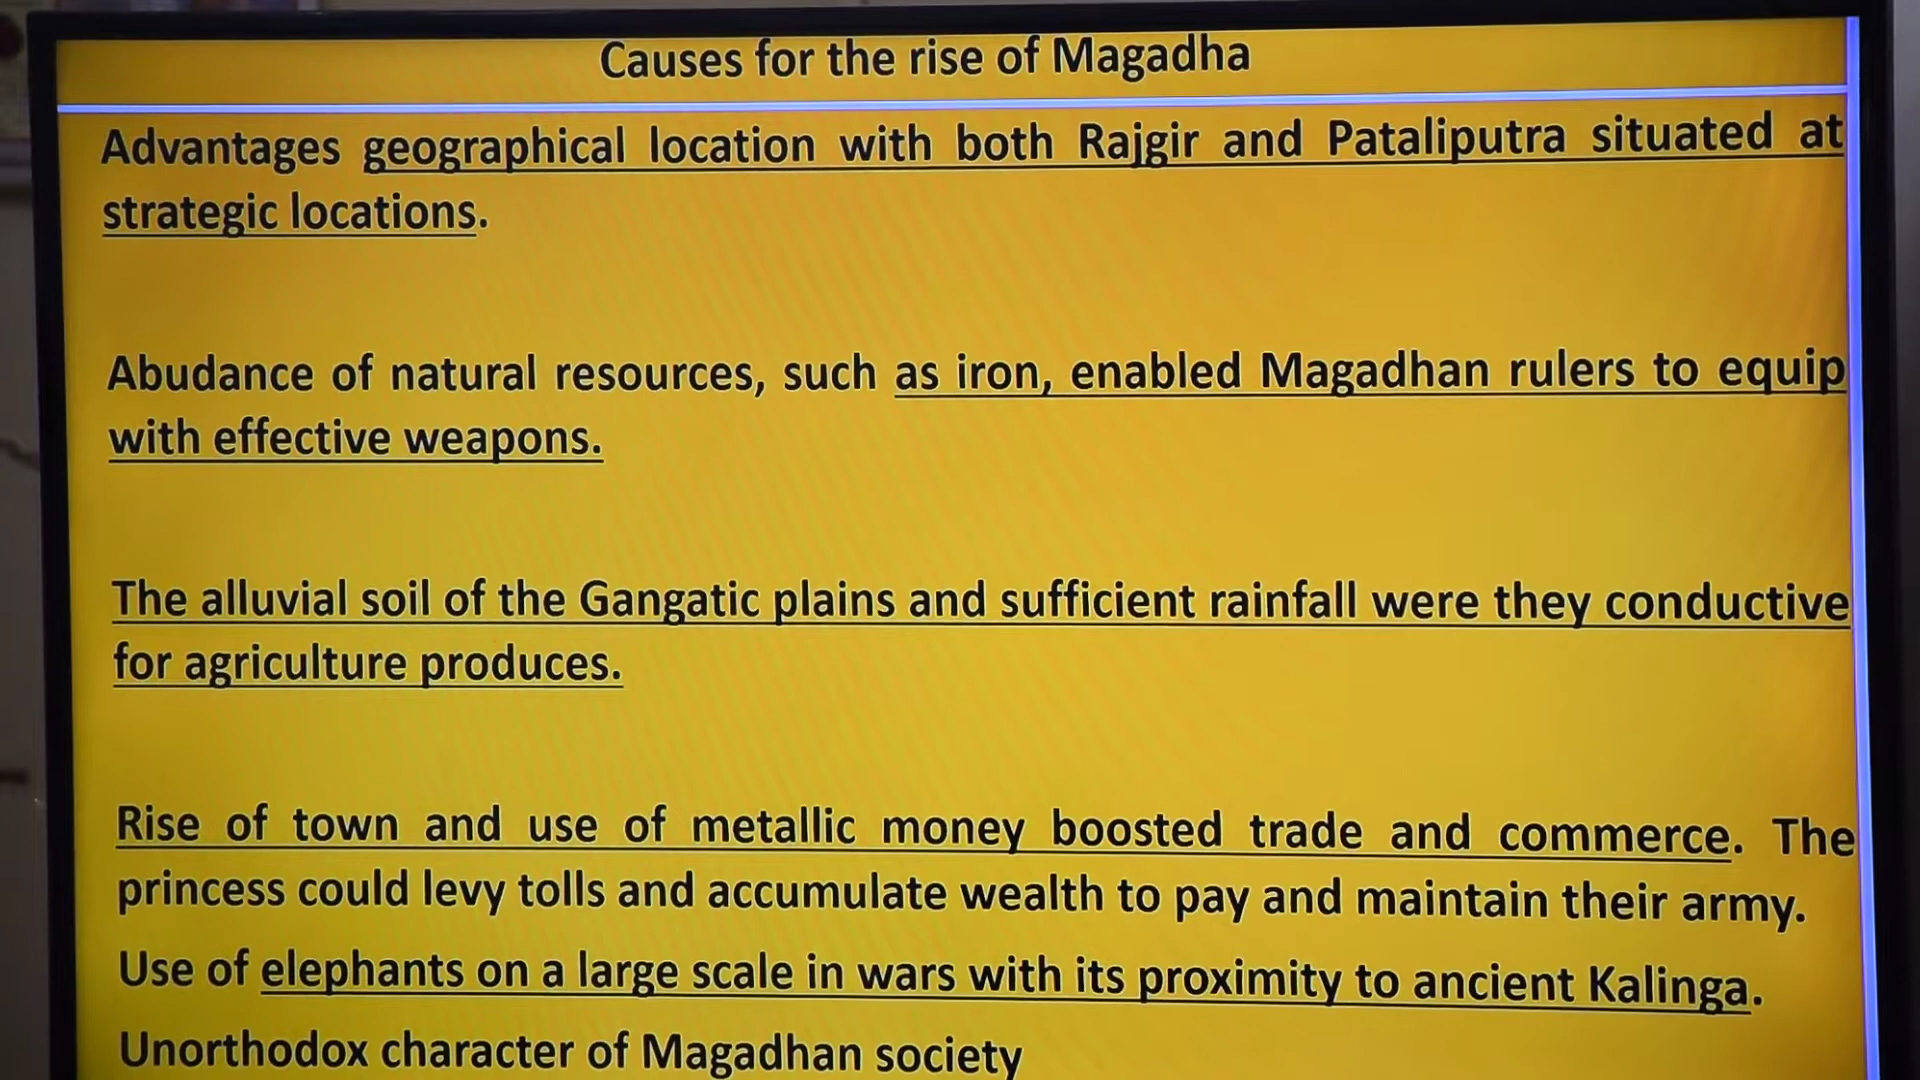 Causes for the rise of Magadha
Advantages geographical location with both Rajgir and Pataliputra situated at
strategic locations.
Abudance of natural resources, such as iron, enabled Magadhan rulers to equip
with effective weapons.
The alluvial soil of the Gangatic plains and sufficient rainfall were they conductive
for agriculture produces.
Rise of town and use of metallic money boosted trade and commerce. The
princess could levy tolls and accumulate wealth to pay and maintain their army.
Use of elephants on a large scale in wars with its proximity to ancient Kalinga.
Unorthodox character of Magadhan society